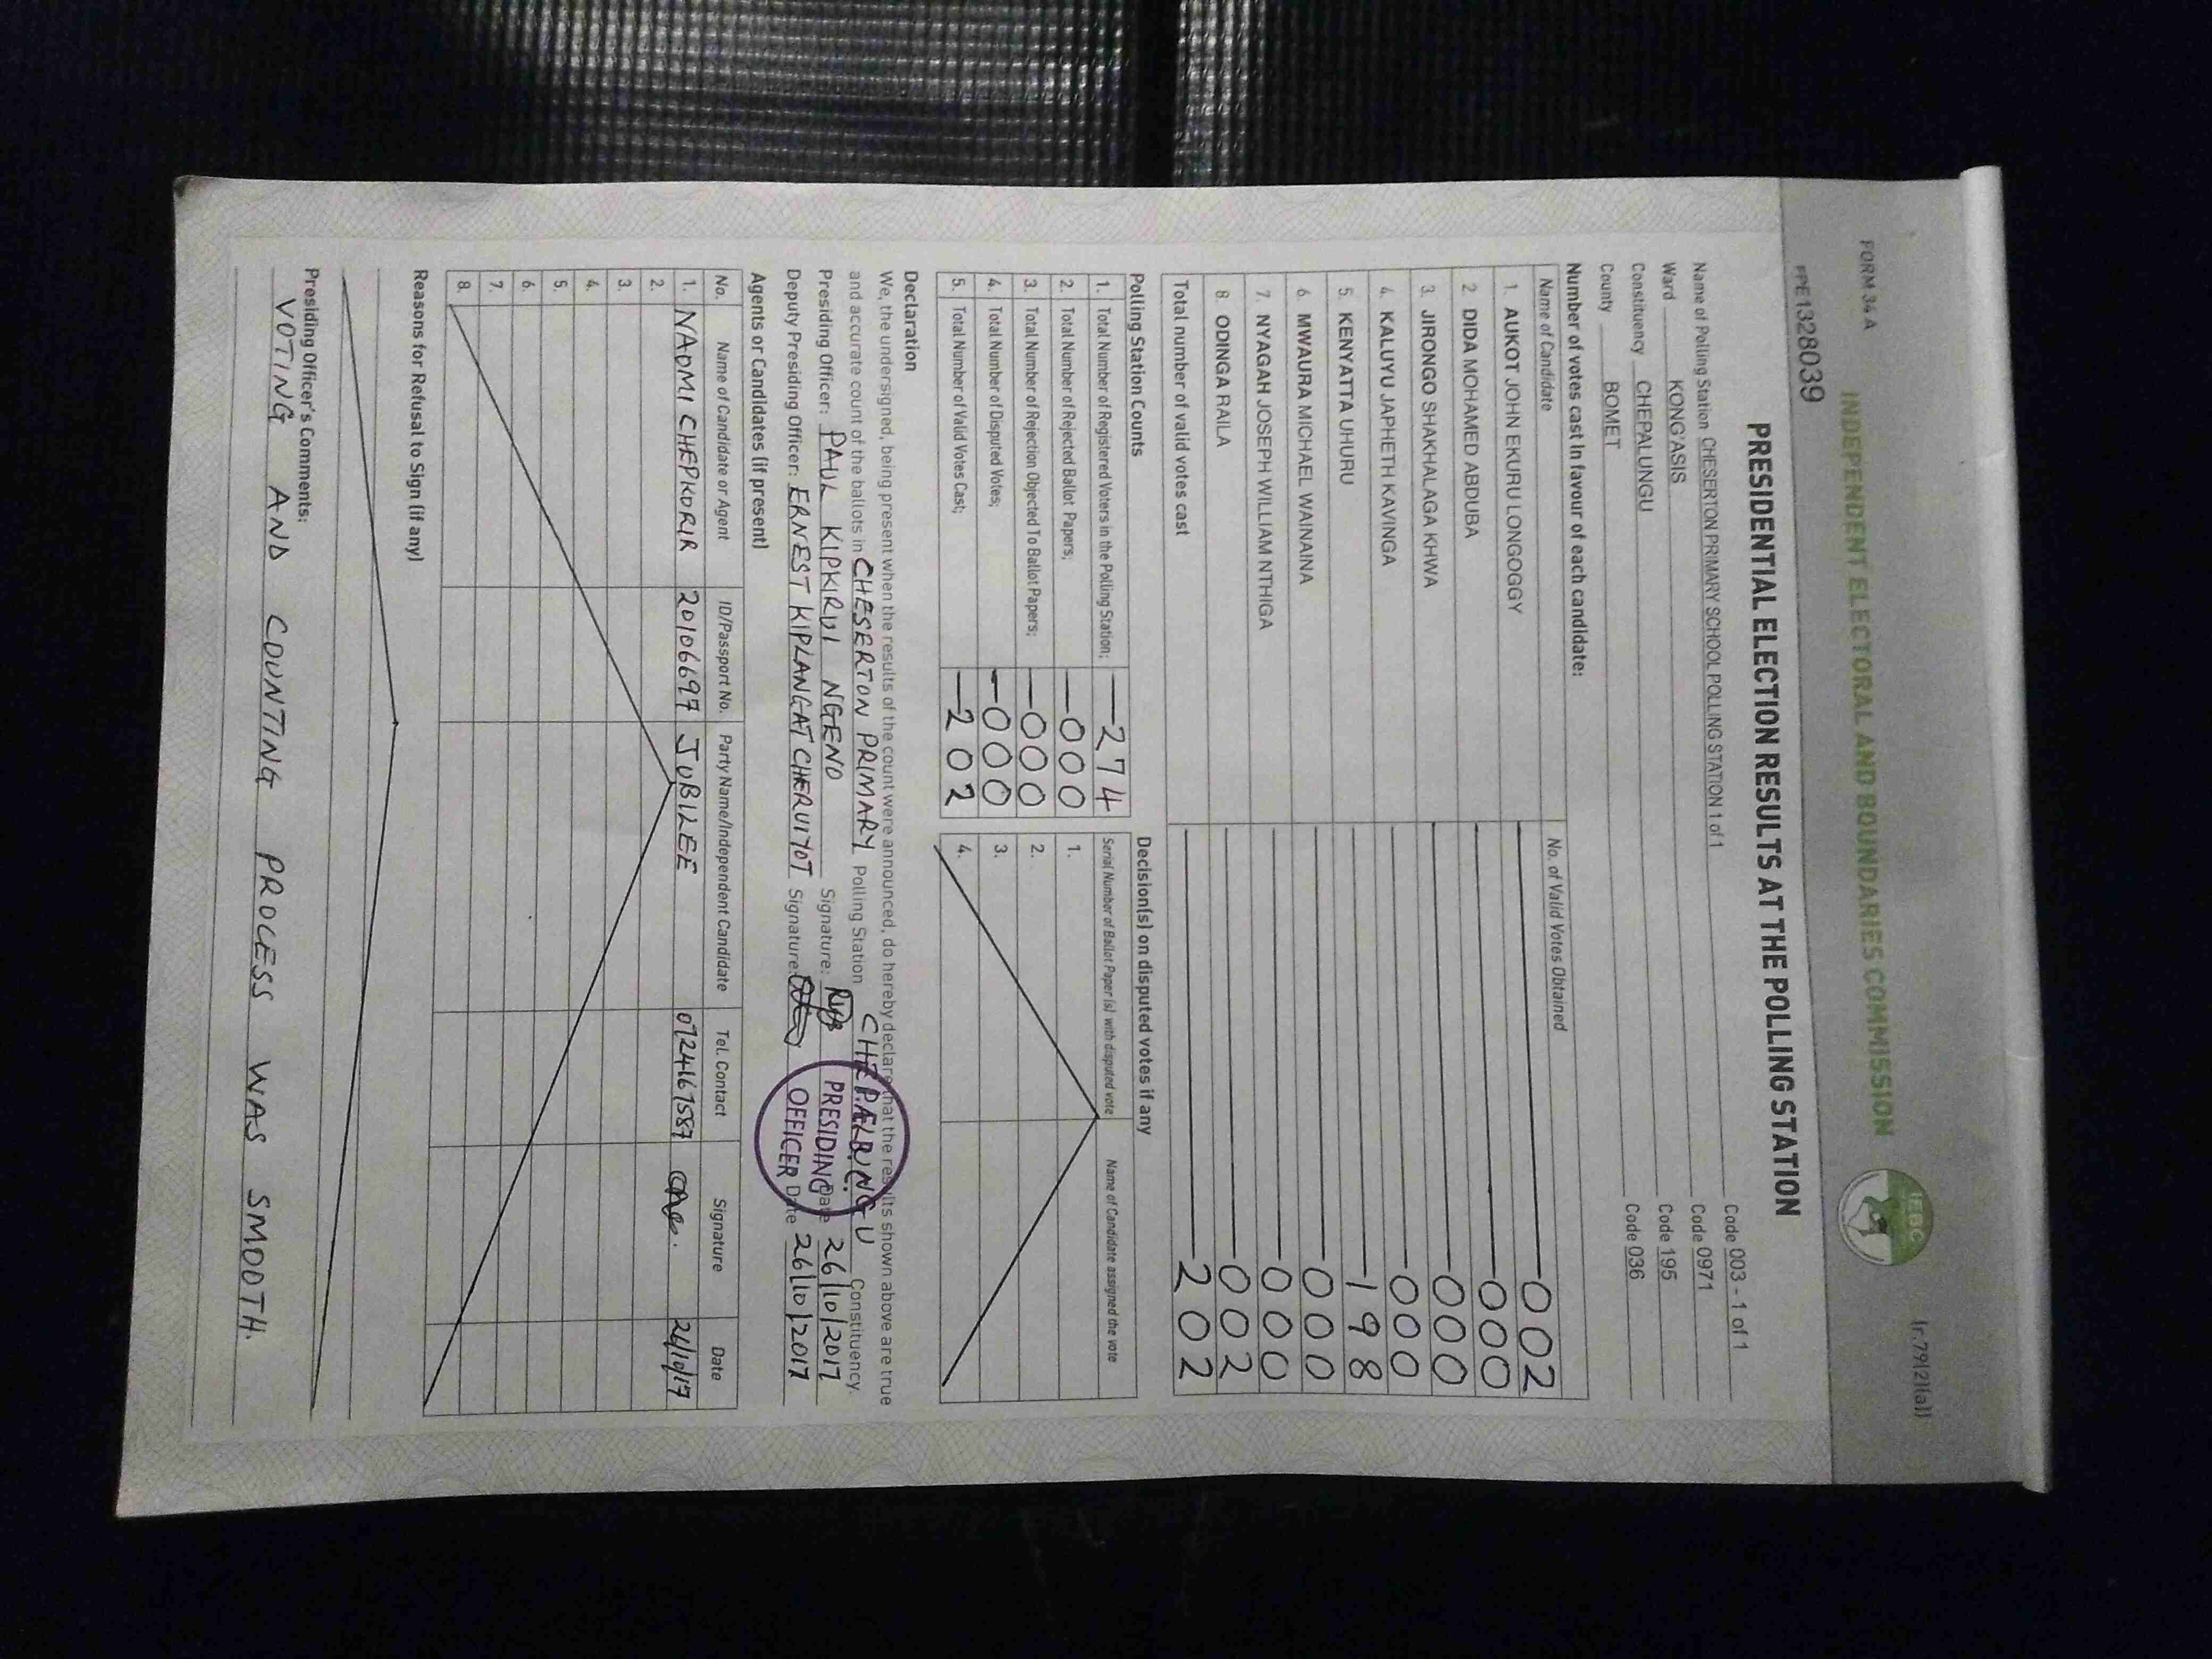 FORM 34 A
(r.79(2)(a))
INDEPENDENT ELECTORAL AND BOUNDARIES COMMISSION
IEBC
PPE1328039
PRESIDENTIAL ELECTION RESULTS AT THE POLLING STATION
Name of Polling Station CHESERTON PRIMARY SCHOOL POLLING STATION 1 of 1 Code 003 - 1 of 1
Ward KONG'ASIS Code 0971
Constituency CHEPALUNGU Code 195
County BOMET Code 036
Number of votes cast in favour of each candidate:
Name of Candidate No. of Valid Votes Obtained
1. AUKOT JOHN EKURU LONGOGGY 002
2. DIDA MOHAMED ABDUBA 000
3. JIRONGO SHAKHALAGA KHWA 000
4. KALUYU JAPHETH KAVINGA 000
5. KENYATTA UHURU 198
6. MWAURA MICHAEL WAINAINA 000
7. NYAGAH JOSEPH WILLIAM NTHIGA 000
8. ODINGA RAILA 002
Total number of valid votes cast 202
Polling Station Counts
1. Total Number of Registered Voters in the Polling Station; 274
2. Total Number of Rejected Ballot Papers; 000
3. Total Number of Rejection Objected To Ballot Papers; 000
4. Total Number of Disputed Votes; 000
5. Total Number of Valid Votes Cast; 202
Decision(s) on disputed votes if any
Serial Number of Ballot Paper (s) with disputed vote Name of Candidate assigned the vote
1.
2.
3.
4.
Declaration
We, the undersigned, being present when the results of the count were announced, do hereby declare that the results shown above are true
and accurate count of the ballots in CHESERTON PRIMARY Polling Station CHEPALUNGU Constituency.
Presiding Officer: PAUL KIPKIRUI NGENO Signature: Date 26/10/2017
Deputy Presiding Officer: ERNEST KIPLANGAT CHERUIYOT Signature: Date 26/10/2017
PRESIDING
OFFICER
Agents or Candidates (if present)
No. Name of Candidate or Agent ID/Passport No. Party Name/Independent Candidate Tel. Contact Signature Date
1. NAOMI CHEPKORIR 20106697 JUBILEE 0724167587
2.
3.
4.
5.
6.
7.
8.
Reasons for Refusal to Sign (if any)
Presiding Officer's Comments:
VOTING AND COUNTING PROCESS WAS SMOOTH.